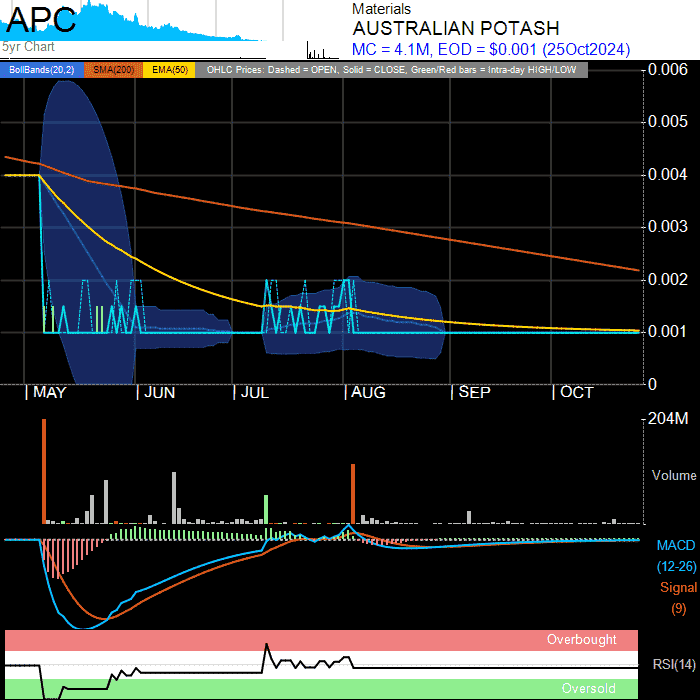 APC
5yr Chart
Materials
AUSTRALIAN POTASH
MC = 4.1M, EOD = $0.001 (25Oct2024)
BollBands(20,2) SMA(200) EMA(50) OHLC Prices: Dashed = OPEN, Solid = CLOSE, Green/Red bars = Intra-day HIGH/LOW
0.006
0.005
0.004
0.003
0.002
0.001
0
MAY JUN JUL AUG SEP OCT
204M
Volume
MACD
(12-26)
Signal
(9)
Overbought
RSI(14)
Oversold